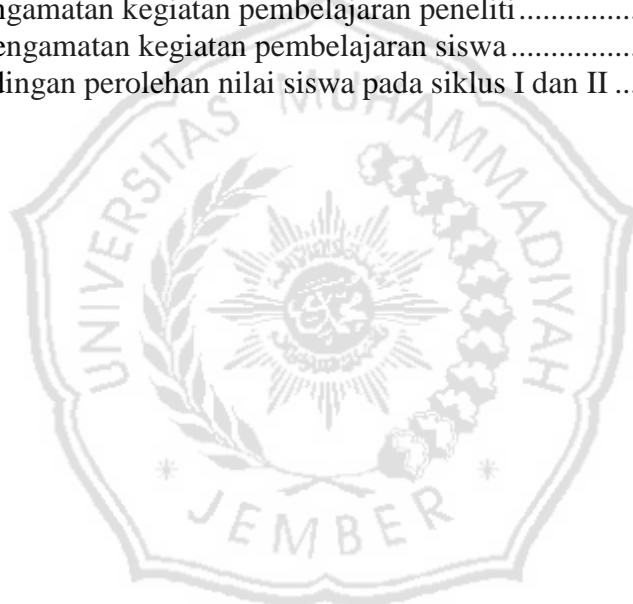 ngamatan kegiatan pembelajaran peneliti...............
engamatan kegiatan pembelajaran siswa................
dingan perolehan nilai siswa pada siklus I dan II ...
UNIVERSITAS MUHAMMADIYAH
JEMBER